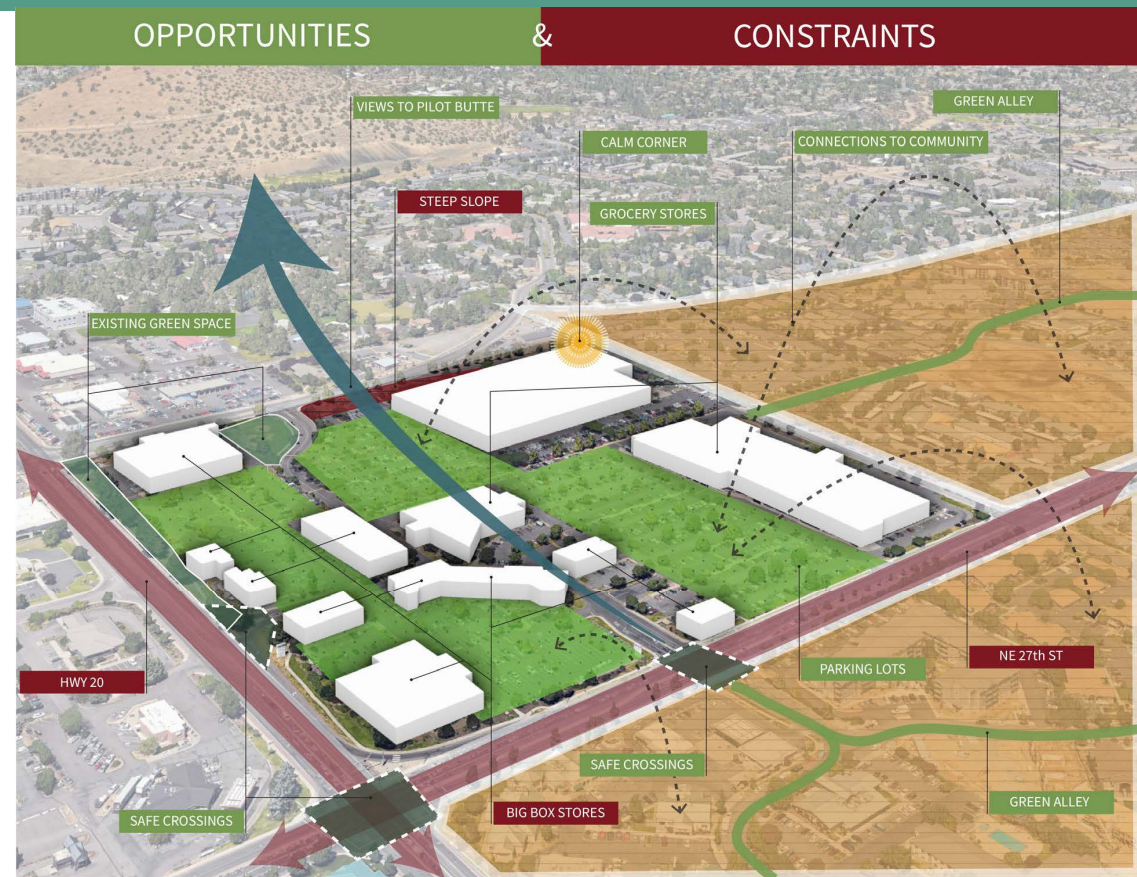 OPPORTUNITIES & CONSTRAINTS
VIEWS TO PILOT BUTTE
GREEN ALLEY
CALM CORNER
CONNECTIONS TO COMMUNITY
STEEP SLOPE
GROCERY STORES
EXISTING GREEN SPACE
HWY 20
NE 27th ST
PARKING LOTS
SAFE CROSSINGS
SAFE CROSSINGS
BIG BOX STORES
GREEN ALLEY